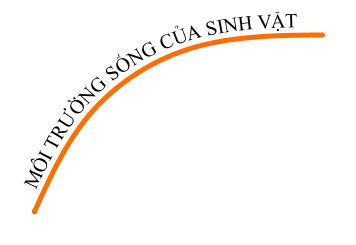 MÔI TRƯỜNG SỐNG CỦA SINH VẬT